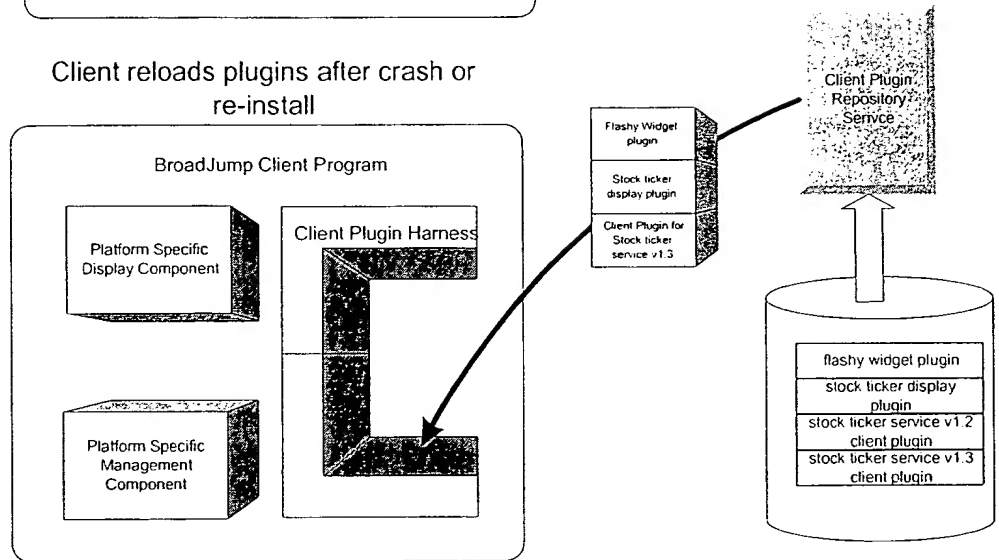 Client reloads plugins after crash or
re-install
BroadJump Client Program
Platform Specific
Display Component
Client Plugin Harness
Platform Specific
Management
Component
Flashy Widget
plugin
Stock ticker
display plugin
Client Plugin for
Stock ticker
service v1.3
Client Plugin
Repository
Serivce
flashy widget plugin
stock ticker display
plugin
stock ticker service v1.2
client plugin
stock ticker service v1.3
client plugin